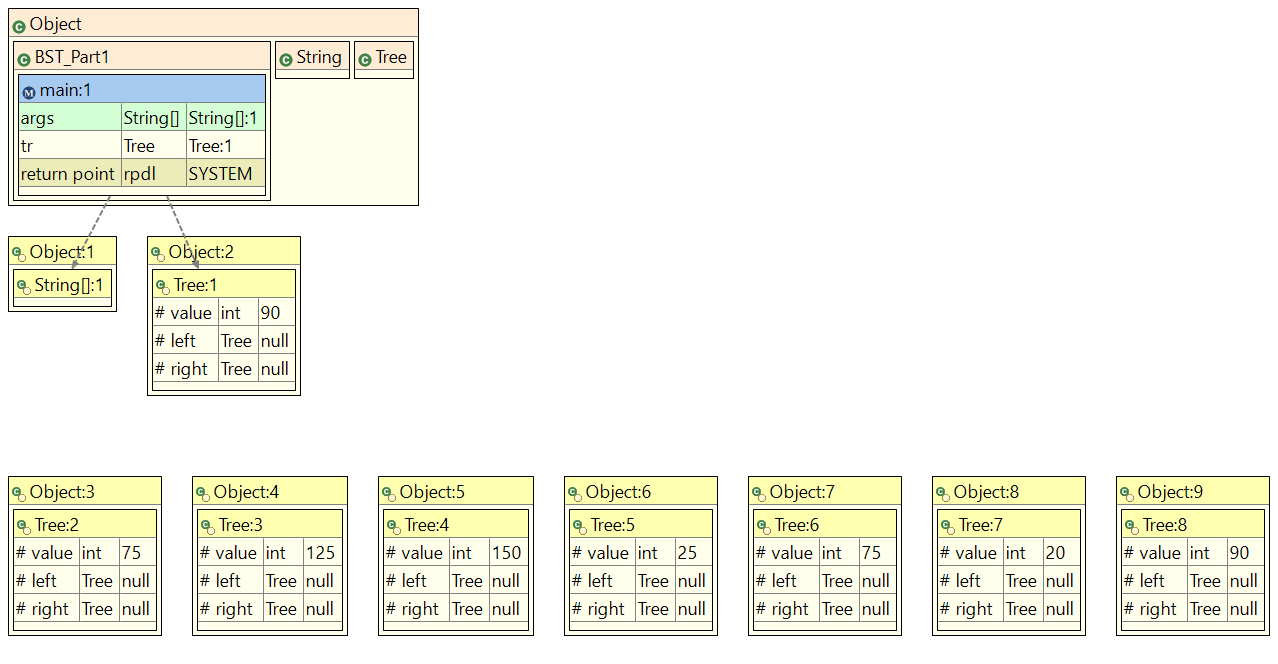 Object
BST_Part1 String Tree
main:1
args String[] String[]:1
tr Tree Tree:1
return point rpdl SYSTEM
Object:1 Object:2
String[]:1 Tree:1
# value int 90
# left Tree null
# right Tree null
Object:3 Object:4 Object:5 Object:6 Object:7 Object:8 Object:9
Tree:2 Tree:3 Tree:4 Tree:5 Tree:6 Tree:7 Tree:8
# value int 75 # value int 125 # value int 150 # value int 25 # value int 75 # value int 20 # value int 90
# left Tree null # left Tree null # left Tree null # left Tree null # left Tree null # left Tree null # left Tree null
# right Tree null # right Tree null # right Tree null # right Tree null # right Tree null # right Tree null # right Tree null